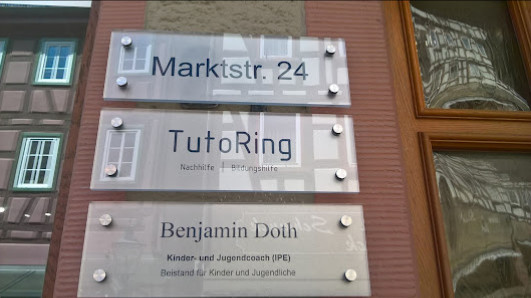 Marktstr. 24
TutoRing
Nachhilfe | Bildungshilfe
Benjamin Doth
Kinder- und Jugendcoach (IPE)
Beistand für Kinder und Jugendliche